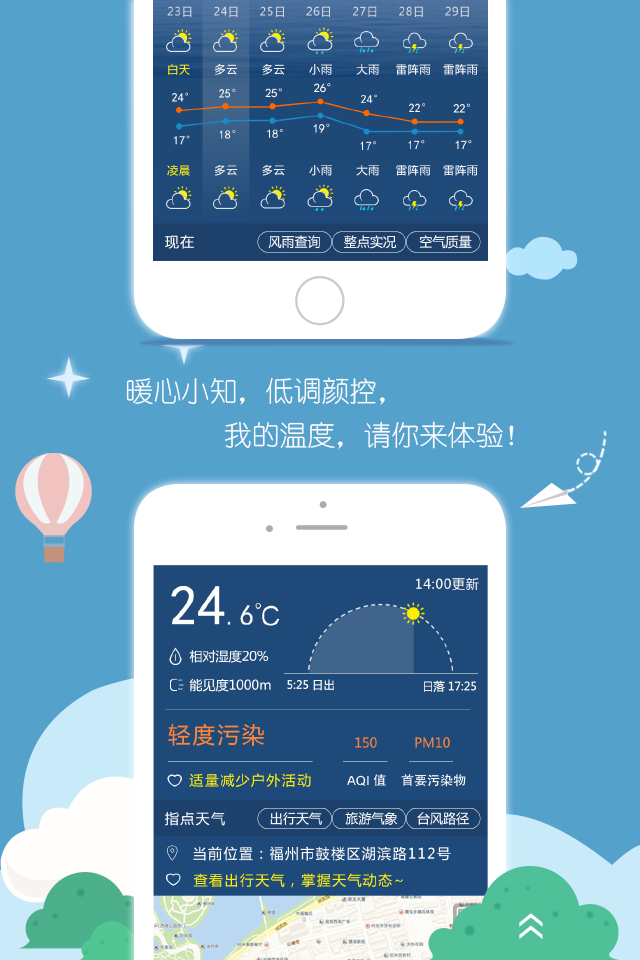 23日 24日 25日 26日 27日 28日 29日
白天 多云 多云 小雨 大雨 雷阵雨 雷阵雨
24° 25° 25° 26° 24° 22° 22°
17° 18° 18° 19° 17° 17° 17°
凌晨 多云 多云 小雨 大雨 雷阵雨 雷阵雨
现在 风雨查询 整点实况 空气质量
暖心小知，低调颜控，
我的温度，请你来体验！
14:00更新
24.6℃
相对湿度20%
能见度1000m
5:25 日出 日落 17:25
轻度污染 150 PM10
适量减少户外活动 AQI 值 首要污染物
指点天气 出行天气 旅游气象 台风路径
当前位置：福州市鼓楼区湖滨路112号
查看出行天气，掌握天气动态~